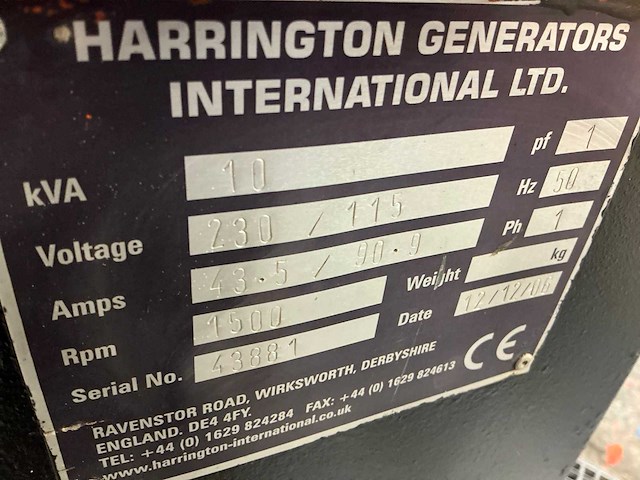 HARRINGTON GENERATORS
INTERNATIONAL LTD.
kVA 10 pf 1
Voltage 230 / 115 Hz 50
Amps 43.5 / 90.9 Ph 1
Rpm 1500 Weight kg
Serial No. 43881 Date 12/12/06
RAVENSTOR ROAD, WIRKSWORTH, DERBYSHIRE
ENGLAND. DE4 4FY.
TEL: +44 (0) 1629 824284 FAX: +44 (0) 1629 824613
www.harrington-international.co.uk
CE